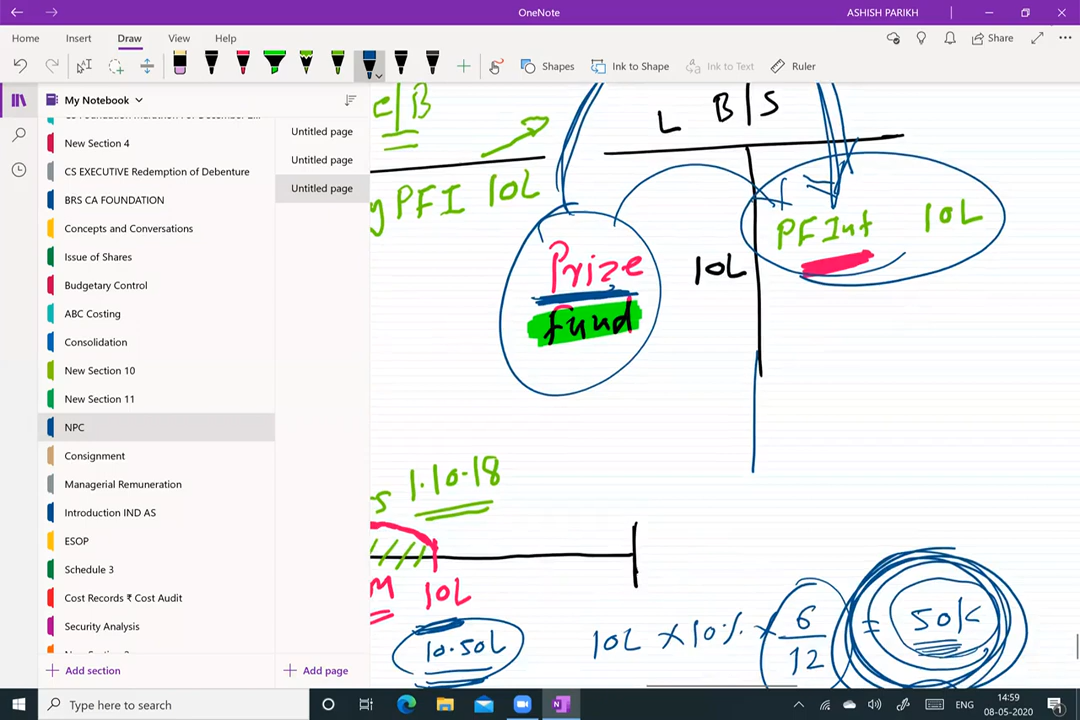 OneNote
ASHISH PARIKH
Home
Insert
Draw
View
Help
Share
Shapes
Ink to Shape
Ink to Text
Ruler
My Notebook
New Section 4
CS EXECUTIVE Redemption of Debenture
BRS CA FOUNDATION
Concepts and Conversations
Issue of Shares
Budgetary Control
ABC Costing
Consolidation
New Section 10
New Section 11
NPC
Consignment
Managerial Remuneration
Introduction IND AS
ESOP
Schedule 3
Cost Records ₹ Cost Audit
Security Analysis
Add section
Untitled page
Untitled page
Untitled page
Add page
C/B
y PFI 10L
L B/S
Prize
fund
10L
PF Int 10L
s 1.10.18
M 10L
10.50L
10L × 10% × 6/12 = 50K
Type here to search
ENG
14:59
08-05-2020
1